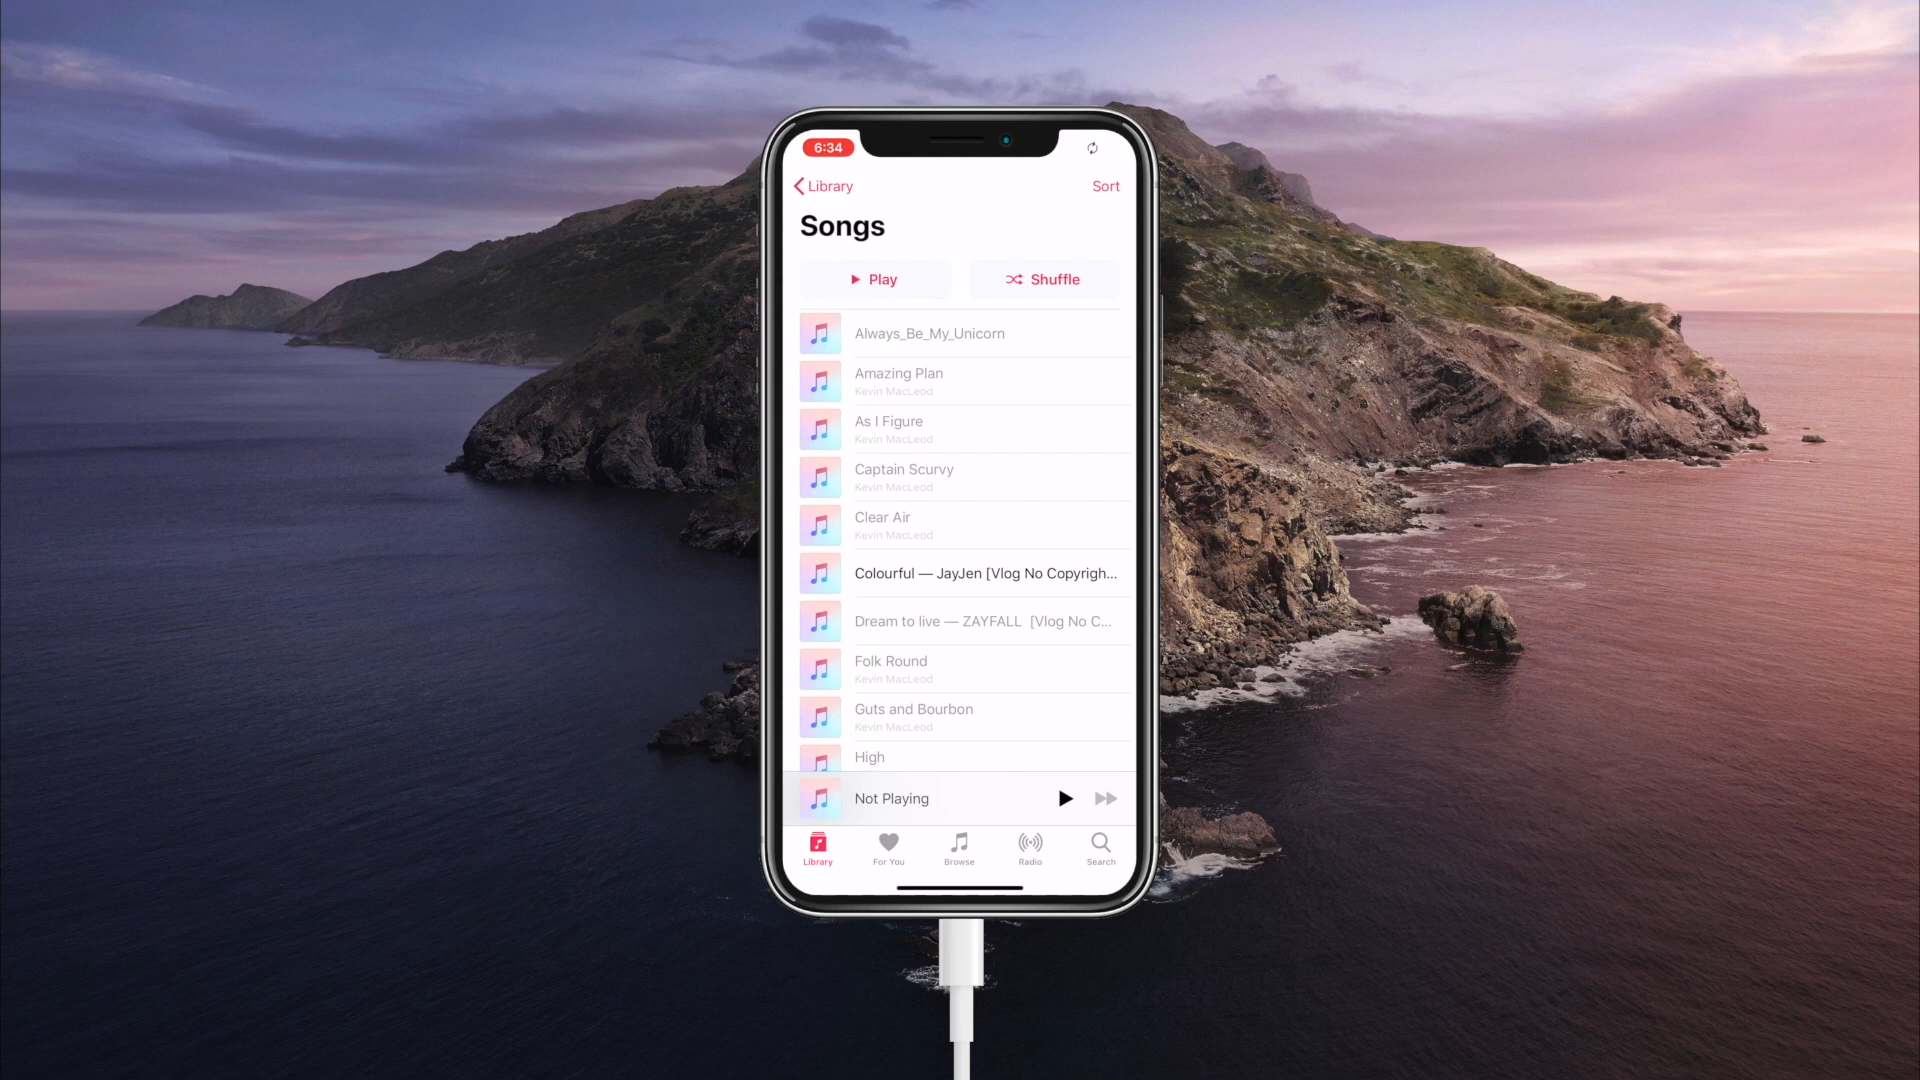 6:34
Library
Sort
Songs
Play
Shuffle
Always_Be_My_Unicorn
Amazing Plan
Kevin MacLeod
As I Figure
Kevin MacLeod
Captain Scurvy
Kevin MacLeod
Clear Air
Kevin MacLeod
Colourful — JayJen [Vlog No Copyrigh...
Dream to live — ZAYFALL [Vlog No C...
Folk Round
Kevin MacLeod
Guts and Bourbon
Kevin MacLeod
High
Not Playing
Library
For You
Browse
Radio
Search